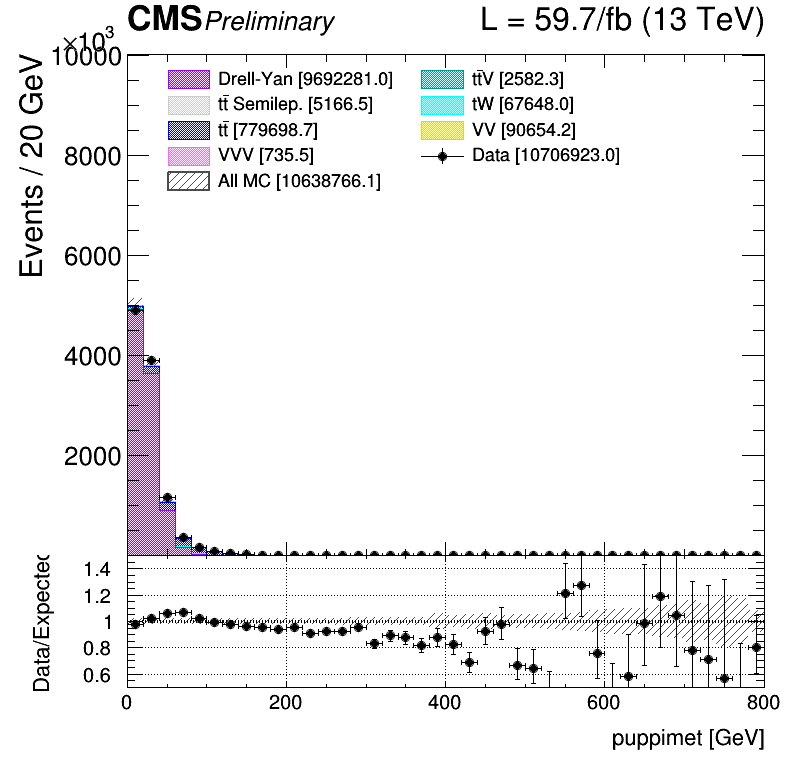 CMS Preliminary L = 59.7/fb (13 TeV)
×10³
Events / 20 GeV
10000
8000
6000
4000
2000
Drell-Yan [9692281.0]
tt̄ Semilep. [5166.5]
tt̄ [779698.7]
VVV [735.5]
All MC [10638766.1]
tt̄V [2582.3]
tW [67648.0]
VV [90654.2]
Data [10706923.0]
Data/Expected
1.4
1.2
1
0.8
0.6
0 200 400 600 800
puppimet [GeV]